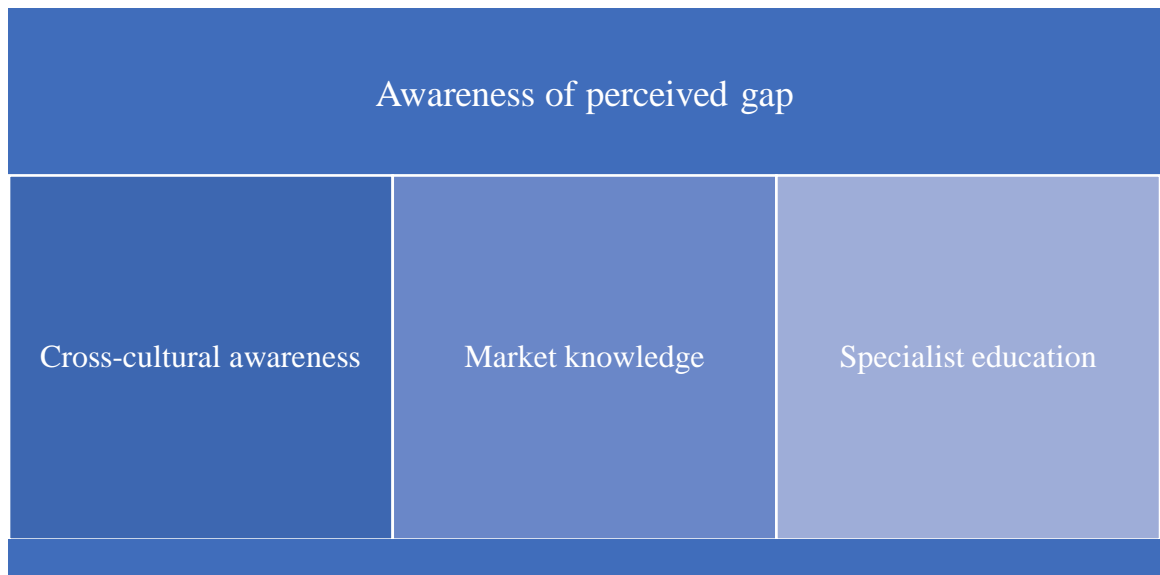 Awareness of perceived gap
Cross-cultural awareness
Market knowledge
Specialist education